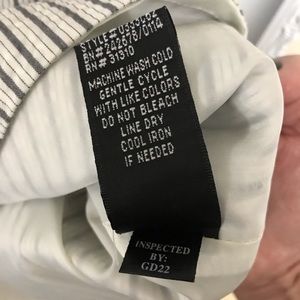 RN# 31310
MACHINE WASH COLD
GENTLE CYCLE
WITH LIKE COLORS
DO NOT BLEACH
LINE DRY
COOL IRON
IF NEEDED
INSPECTED
BY:
GD22